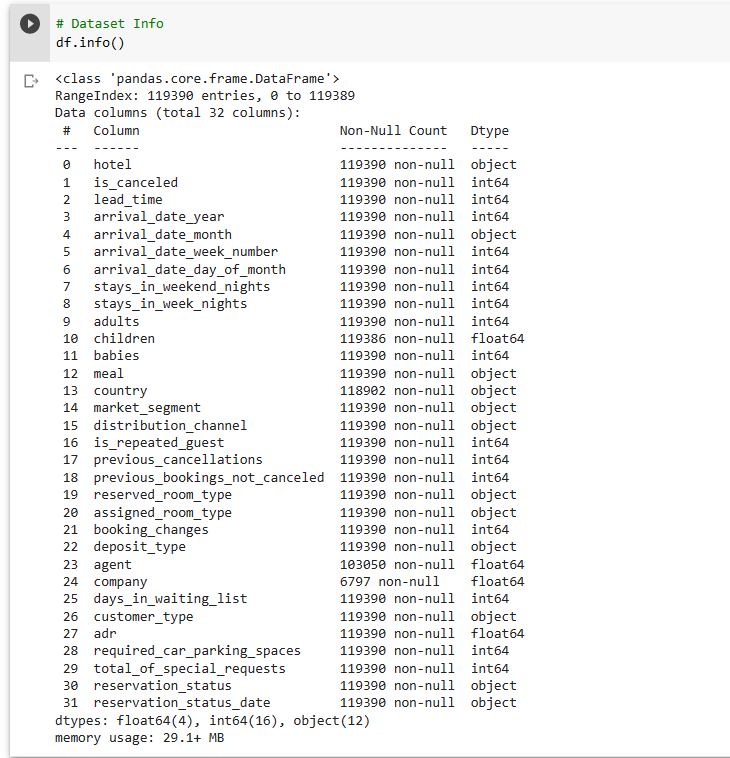 # Dataset Info
df.info()
<class 'pandas.core.frame.DataFrame'>
RangeIndex: 119390 entries, 0 to 119389
Data columns (total 32 columns):
 #   Column                          Non-Null Count   Dtype
---  ------                          --------------   -----
 0   hotel                           119390 non-null  object
 1   is_canceled                     119390 non-null  int64
 2   lead_time                       119390 non-null  int64
 3   arrival_date_year               119390 non-null  int64
 4   arrival_date_month              119390 non-null  object
 5   arrival_date_week_number        119390 non-null  int64
 6   arrival_date_day_of_month       119390 non-null  int64
 7   stays_in_weekend_nights         119390 non-null  int64
 8   stays_in_week_nights            119390 non-null  int64
 9   adults                          119390 non-null  int64
 10  children                        119386 non-null  float64
 11  babies                          119390 non-null  int64
 12  meal                            119390 non-null  object
 13  country                         118902 non-null  object
 14  market_segment                  119390 non-null  object
 15  distribution_channel            119390 non-null  object
 16  is_repeated_guest               119390 non-null  int64
 17  previous_cancellations          119390 non-null  int64
 18  previous_bookings_not_canceled  119390 non-null  int64
 19  reserved_room_type              119390 non-null  object
 20  assigned_room_type              119390 non-null  object
 21  booking_changes                 119390 non-null  int64
 22  deposit_type                    119390 non-null  object
 23  agent                           103050 non-null  float64
 24  company                         6797 non-null    float64
 25  days_in_waiting_list            119390 non-null  int64
 26  customer_type                   119390 non-null  object
 27  adr                             119390 non-null  float64
 28  required_car_parking_spaces     119390 non-null  int64
 29  total_of_special_requests       119390 non-null  int64
 30  reservation_status              119390 non-null  object
 31  reservation_status_date         119390 non-null  object
dtypes: float64(4), int64(16), object(12)
memory usage: 29.1+ MB